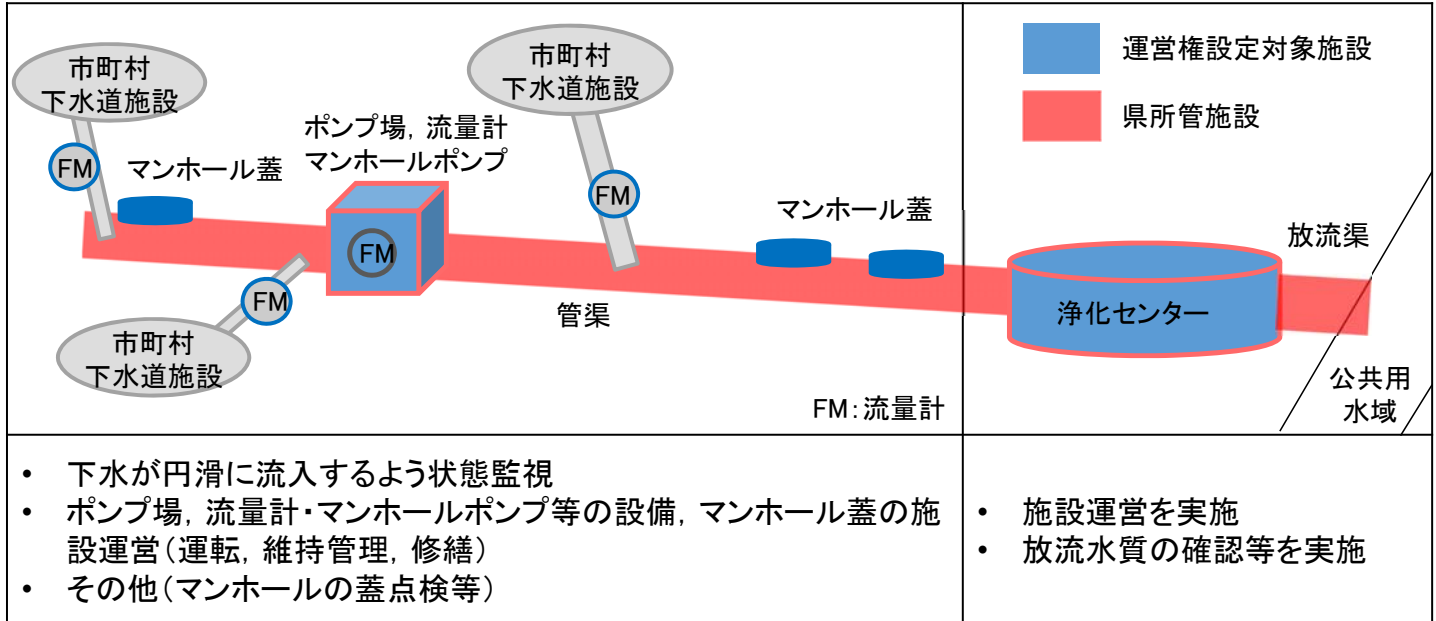 市町村
下水道施設
市町村
下水道施設
運営権設定対象施設
県所管施設
ポンプ場，流量計
マンホールポンプ
FM
マンホール蓋
FM
マンホール蓋
FM
放流渠
FM
管渠
浄化センター
市町村
下水道施設
公共用
水域
FM：流量計
• 下水が円滑に流入するよう状態監視
• ポンプ場，流量計・マンホールポンプ等の設備，マンホール蓋の施
設運営（運転，維持管理，修繕）
• その他（マンホールの蓋点検等）
• 施設運営を実施
• 放流水質の確認等を実施